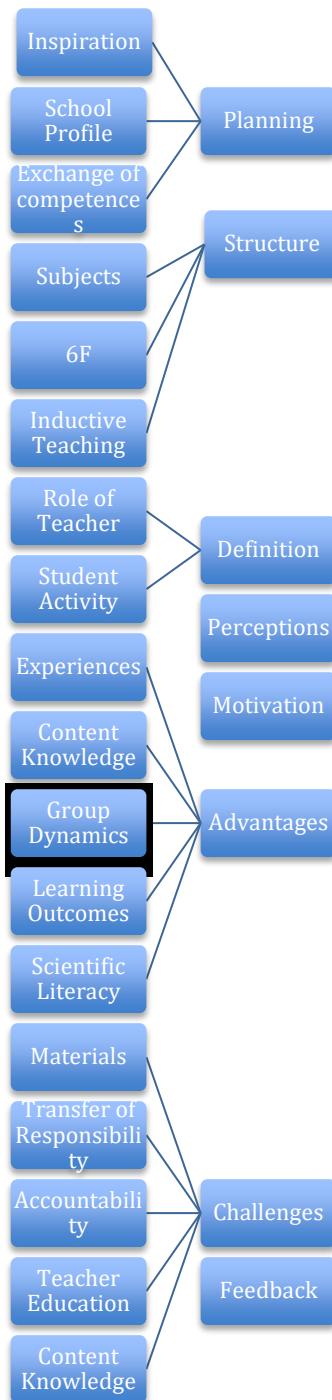 Inspiration
School
Profile
Planning
Exchange of
competence
s
Structure
Subjects
6F
Inductive
Teaching
Role of
Teacher
Definition
Student
Activity
Perceptions
Experiences
Motivation
Content
Knowledge
Group
Dynamics
Advantages
Learning
Outcomes
Scientific
Literacy
Materials
Transfer of
Responsibili
ty
Accountabili
ty
Challenges
Teacher
Education
Feedback
Content
Knowledge